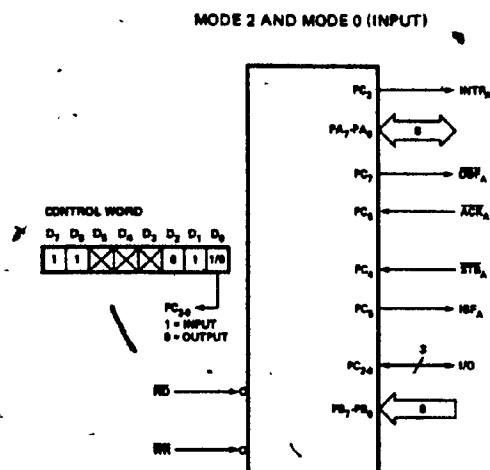 MODE 2 AND MODE 0 (INPUT)
PC3 INTRA
PA7-PA0 8
PC7 OBFA
CONTROL WORD
D7 D6 D5 D4 D3 D2 D1 D0
1 1 0 1 1/0
PC6 ACKA
PC4 STBA
PC2-0
1 = INPUT
0 = OUTPUT
PC5 IBFA
PC2-0 3 I/O
RD
PB7-PB0 8
WR